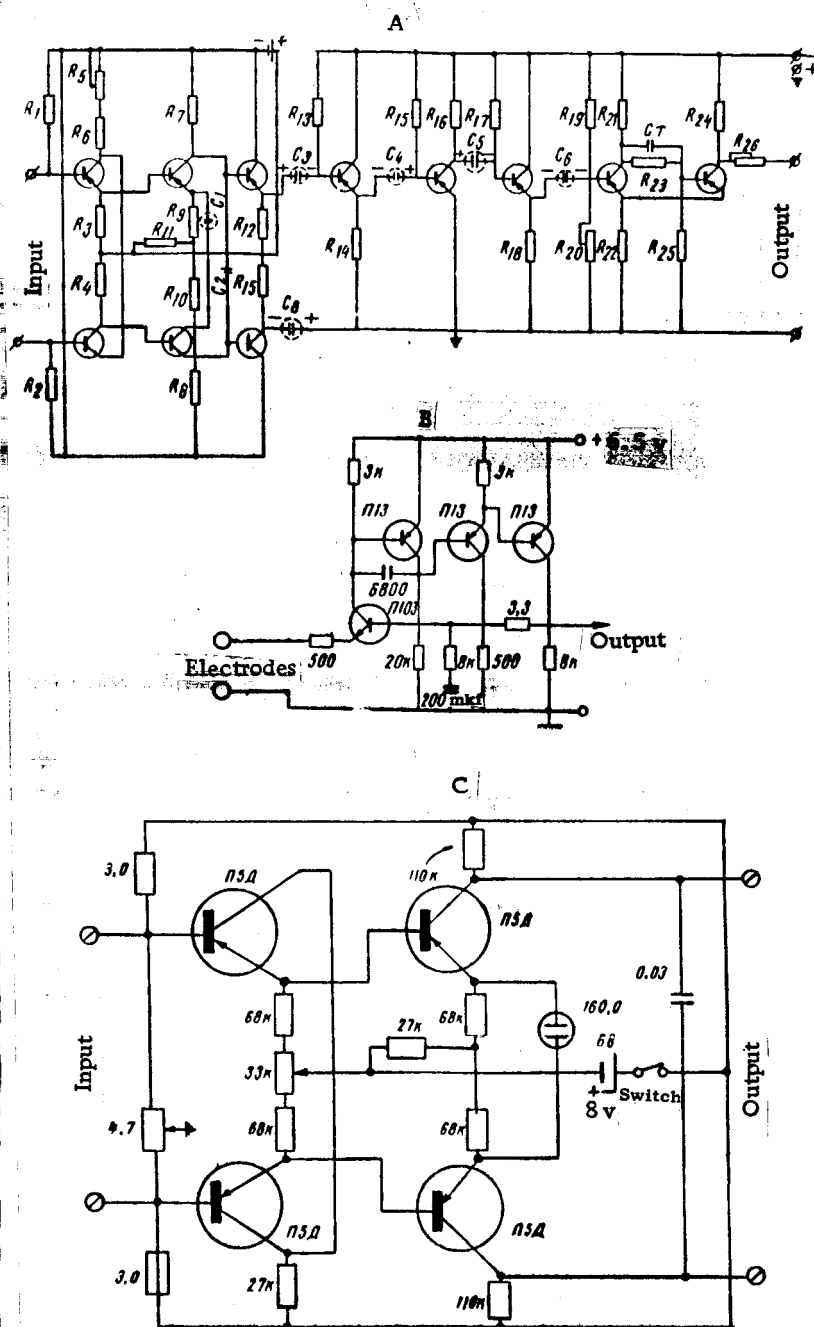 A
- +
R5
R1
R6
R7
R13
R15
R16
R17
C5
R19
R21
CT
R24
R26
+
C3
C4
C6
R23
R3
R9
C1
R11
R12
R14
R18
R20
R22
R25
Input
Output
R4
R10
C2
R15
C8
- +
R2
R8
B
+ 6.5 v
3к
9к
П13
П13
П13
6800
П103
3,3
Output
500
Electrodes
20к
8к
500
8к
200 mkf
C
3,0
П5Д
110к
П5Д
0.03
68к
68к
160,0
27к
33к
68
Switch
+
8 v
Input
Output
4,7
68к
68к
П5Д
П5Д
3,0
27к
110к